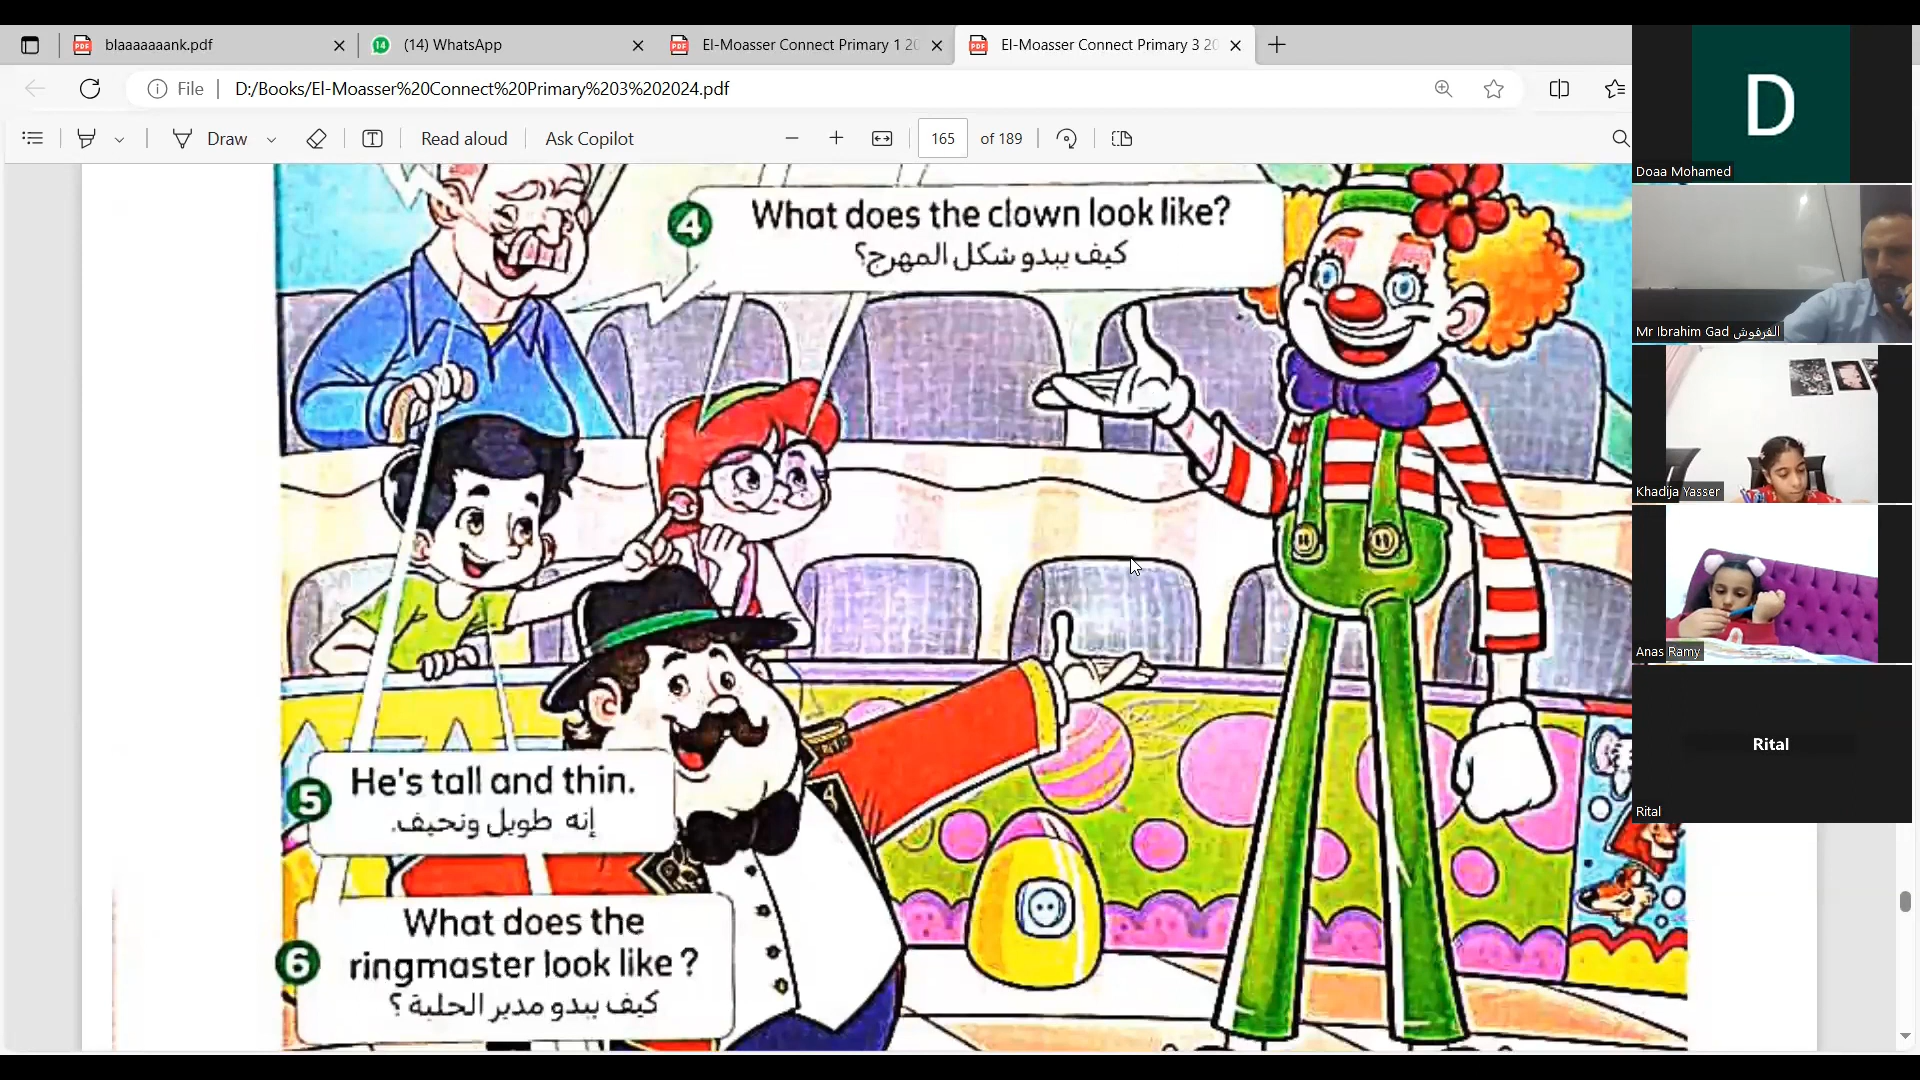 blaaaaaaank.pdf
(14) WhatsApp
El-Moasser Connect Primary 1 20
El-Moasser Connect Primary 3 20
File
D:/Books/El-Moasser%20Connect%20Primary%203%202024.pdf
Draw
Read aloud
Ask Copilot
165
of 189
4
What does the clown look like?
كيف يبدو شكل المهرج؟
5
He's tall and thin.
إنه طويل ونحيف.
6
What does the
ringmaster look like ?
كيف يبدو مدير الحلبة ؟
D
Doaa Mohamed
Mr Ibrahim Gad الفرفوش
Khadija Yasser
Anas Ramy
Rital
Rital